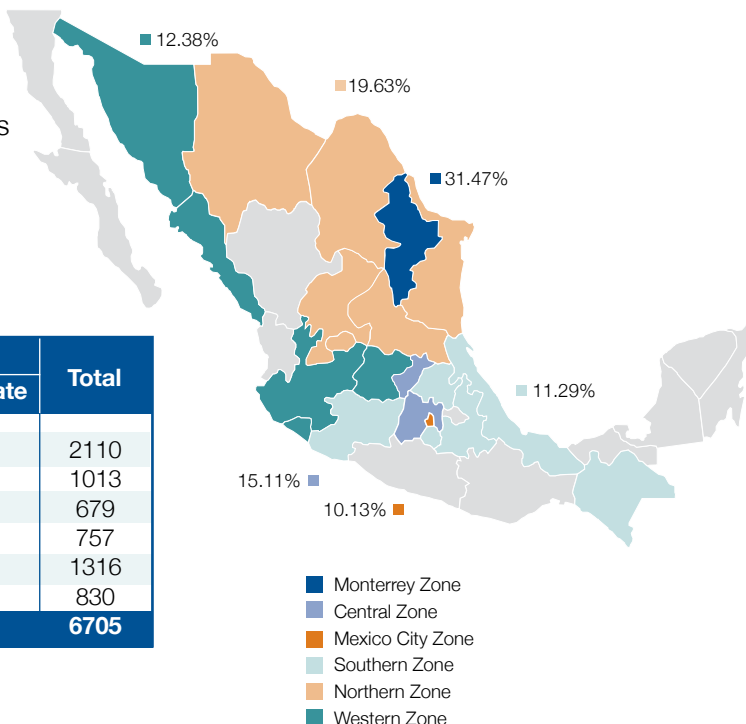 12.38%
19.63%
s
31.47%
ate
Total
2110
1013
679
757
1316
830
6705
11.29%
15.11%
10.13%
Monterrey Zone
Central Zone
Mexico City Zone
Southern Zone
Northern Zone
Western Zone